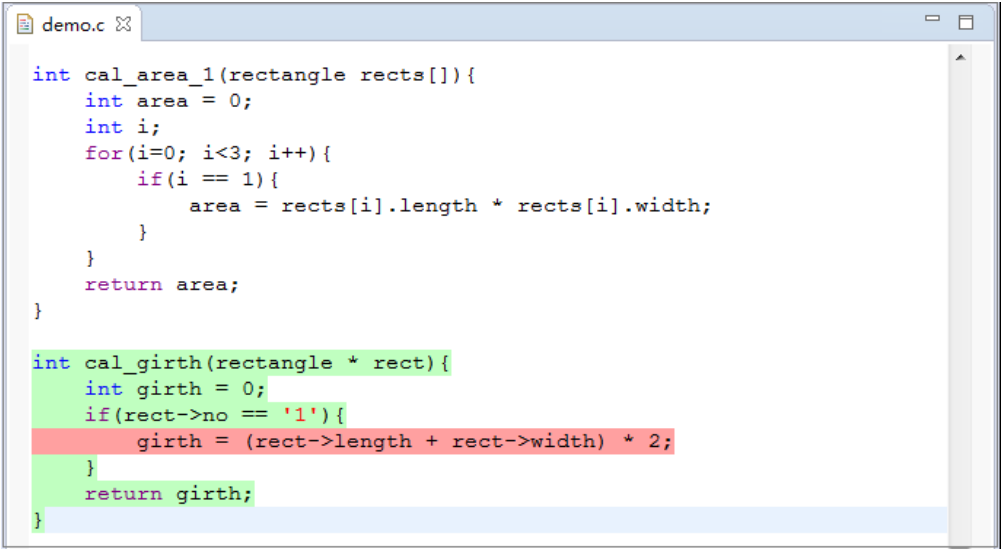 demo.c
int cal_area_1(rectangle rects[]){
    int area = 0;
    int i;
    for(i=0; i<3; i++){
        if(i == 1){
            area = rects[i].length * rects[i].width;
        }
    }
    return area;
}
int cal_girth(rectangle * rect){
    int girth = 0;
    if(rect->no == '1'){
        girth = (rect->length + rect->width) * 2;
    }
    return girth;
}